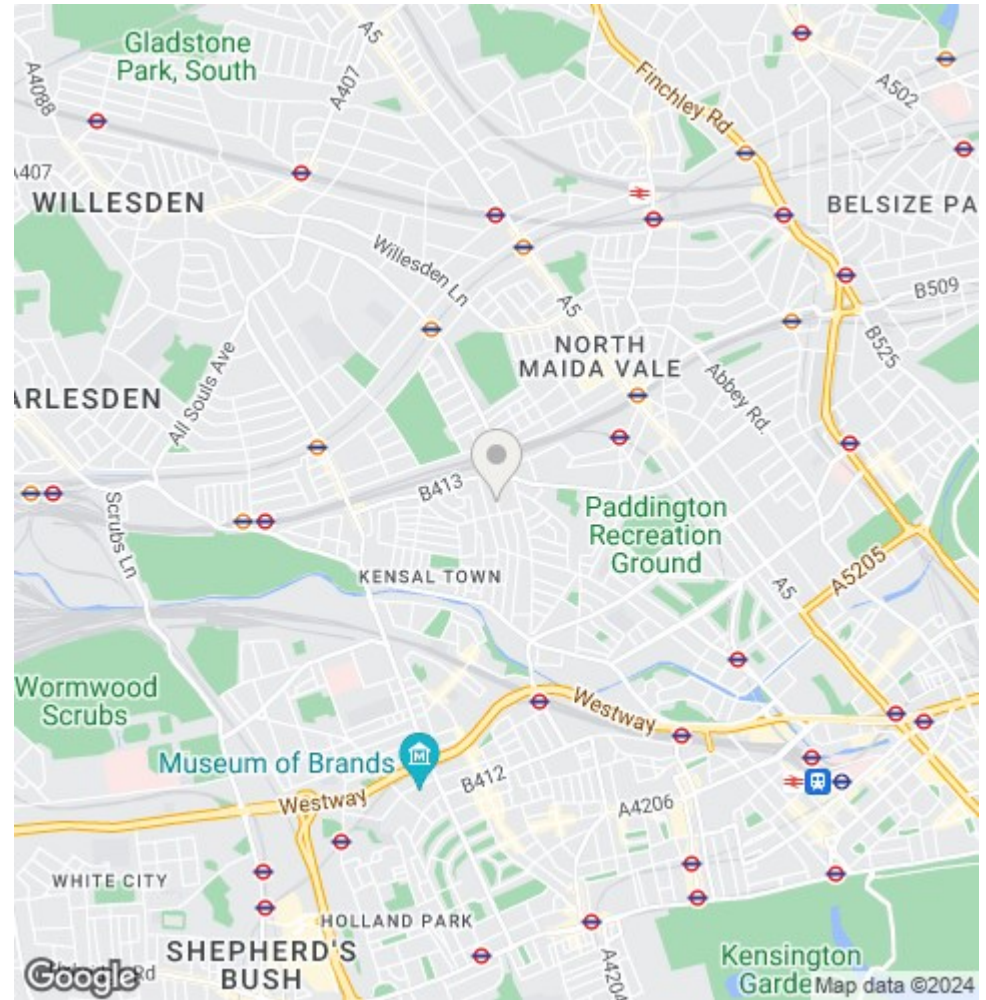 Gladstone
Park, South
A5
A4088
A407
Finchley Rd
A502
A407
WILLESDEN
BELSIZE PA
Willesden Ln
A5
B509
NORTH
MAIDA VALE
B525
All Souls Ave
Abbey Rd.
ARLESDEN
B413
Scrubs Ln
Paddington
Recreation
Ground
KENSAL TOWN
A5
A5205
Wormwood
Scrubs
Westway
Museum of Brands
M
B412
Westway
A4206
WHITE CITY
HOLLAND PARK
SHEPHERD'S
BUSH
A4204
Kensington
Garde
Google
Rd
Map data ©2024